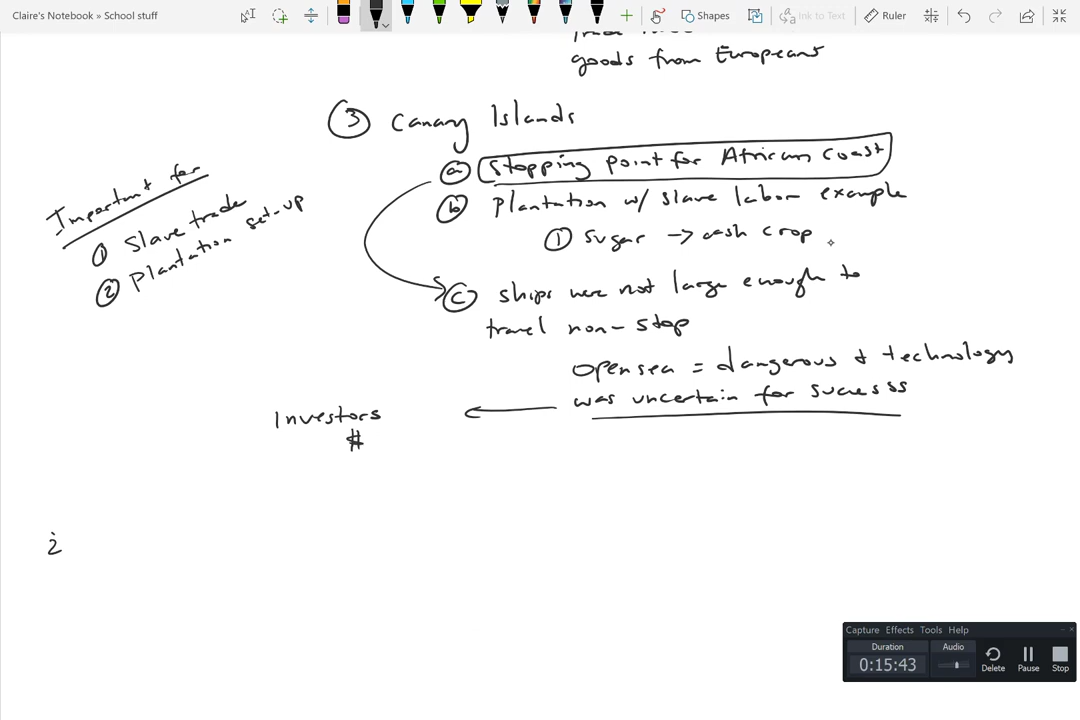 Claire's Notebook » School stuff
Shapes
Ink to Text
Ruler
goods from Europeans
③ Canary Islands
ⓐ Stopping point for African Coast
ⓑ Plantation w/ slave labor example
① Sugar -> cash crop
ⓒ ships were not large enough to
travel non-stop
open sea = dangerous & technology
was uncertain for sucesss
Important for
① Slave trade
② Plantation set-up
Investors
$
Capture Effects Tools Help
Duration
Audio
0:15:43
Delete
Pause
Stop